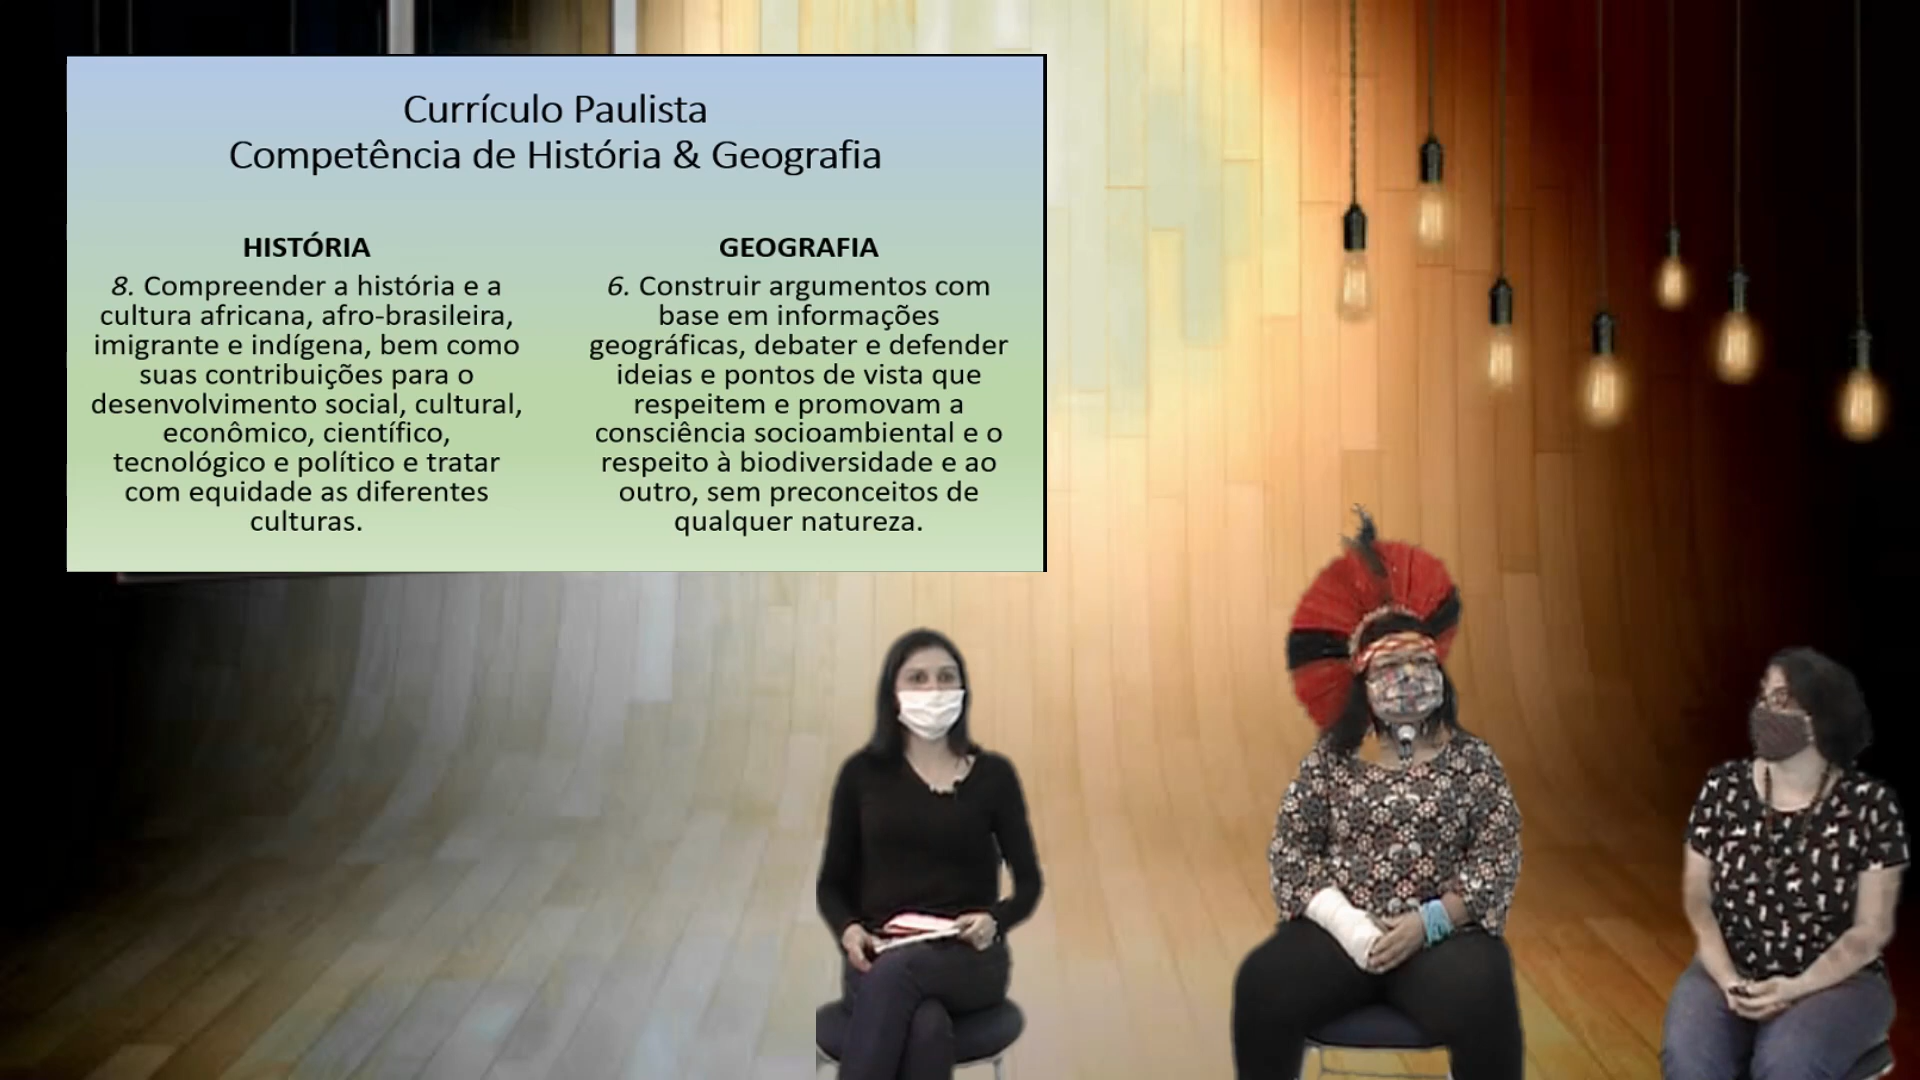 Currículo Paulista
Competência de História & Geografia
HISTÓRIA
8. Compreender a história e a
cultura africana, afro-brasileira,
imigrante e indígena, bem como
suas contribuições para o
desenvolvimento social, cultural,
econômico, científico,
tecnológico e político e tratar
com equidade as diferentes
culturas.
GEOGRAFIA
6. Construir argumentos com
base em informações
geográficas, debater e defender
ideias e pontos de vista que
respeitem e promovam a
consciência socioambiental e o
respeito à biodiversidade e ao
outro, sem preconceitos de
qualquer natureza.